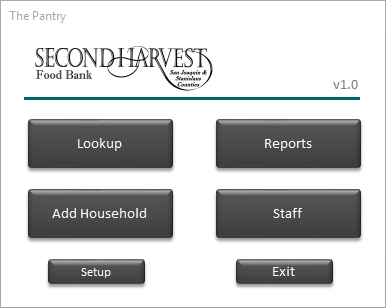 The Pantry
SECOND HARVEST
Food Bank
San Joaquin &
Stanislaus
Counties
v1.0
Lookup
Reports
Add Household
Staff
Setup
Exit